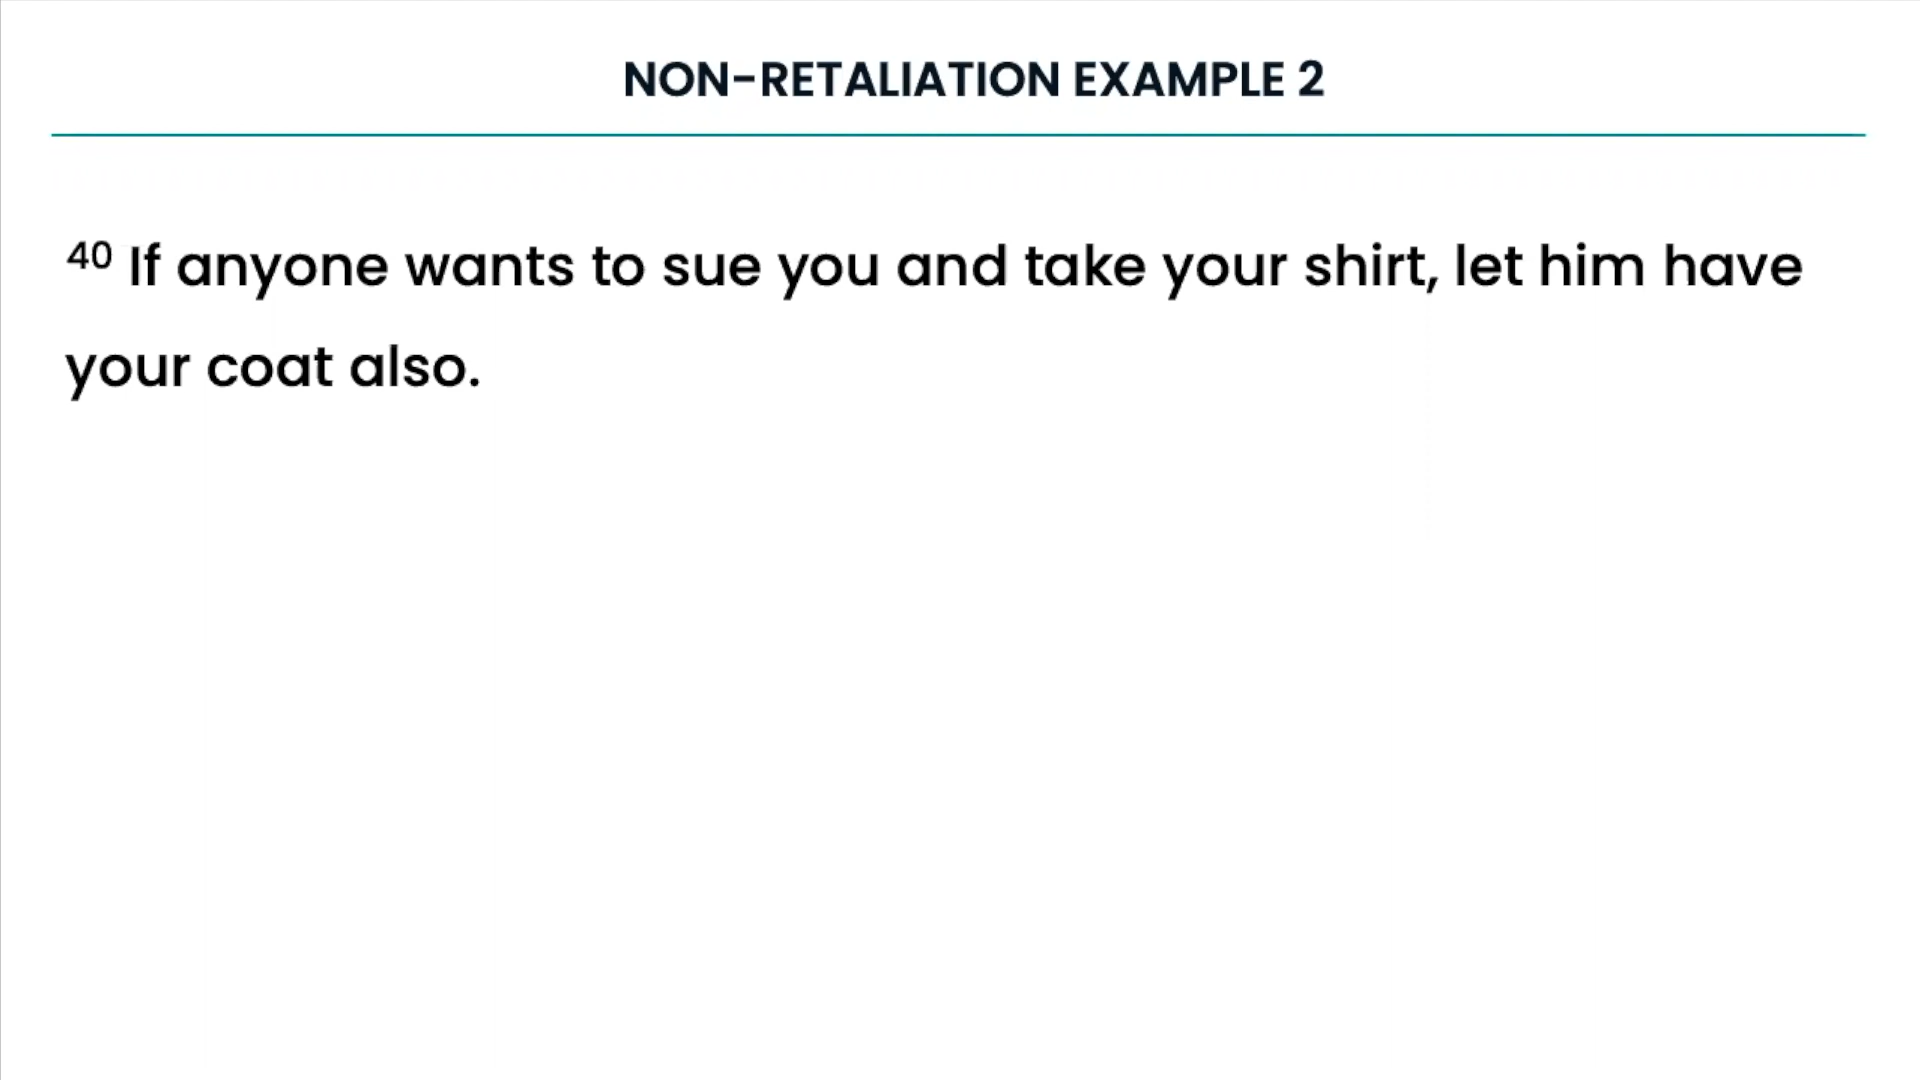 NON-RETALIATION EXAMPLE 2
40 If anyone wants to sue you and take your shirt, let him have
your coat also.